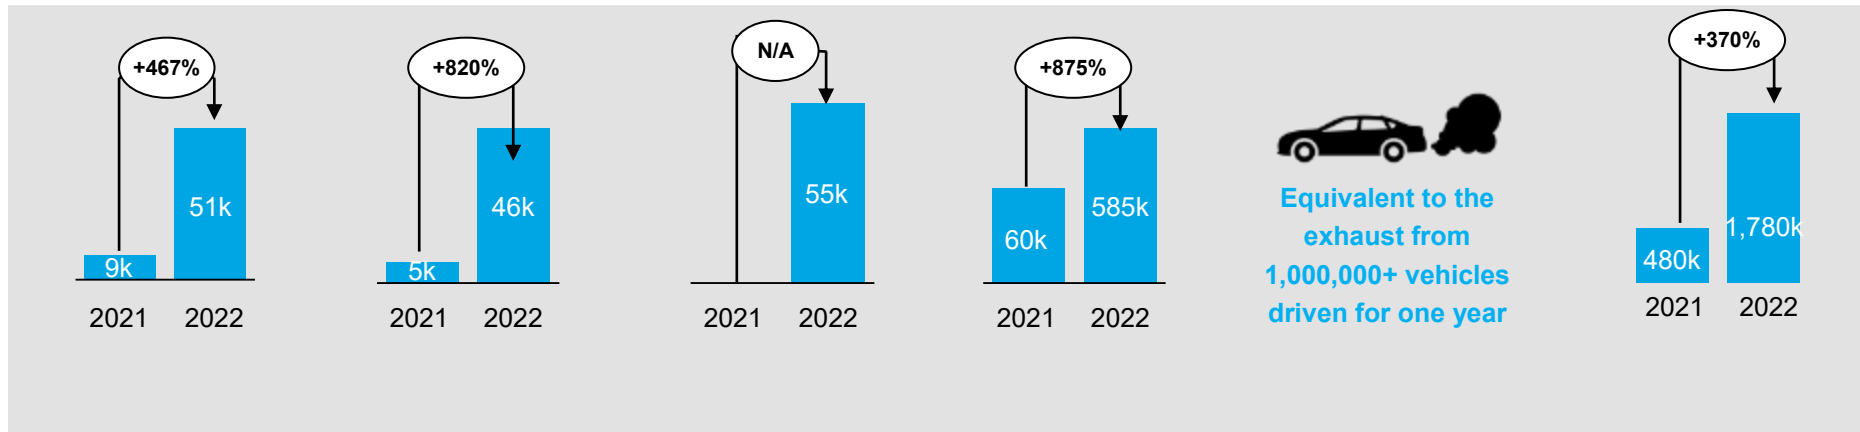 +467%
51k
9k
2021 2022
+820%
46k
5k
2021 2022
N/A
55k
2021 2022
+875%
585k
60k
2021 2022
Equivalent to the
exhaust from
1,000,000+ vehicles
driven for one year
+370%
1,780k
480k
2021 2022